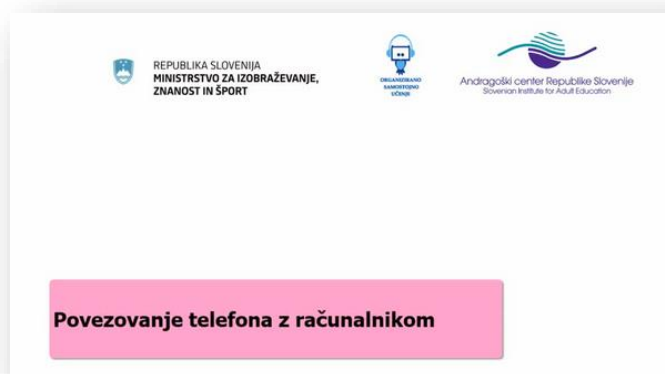 REPUBLIKA SLOVENIJA
MINISTRSTVO ZA IZOBRAŽEVANJE,
ZNANOST IN ŠPORT
ORGANIZIRANO
SAMOSTOJNO
UČENJE
Andragoški center Republike Slovenije
Slovenian Institute for Adult Education
Povezovanje telefona z računalnikom